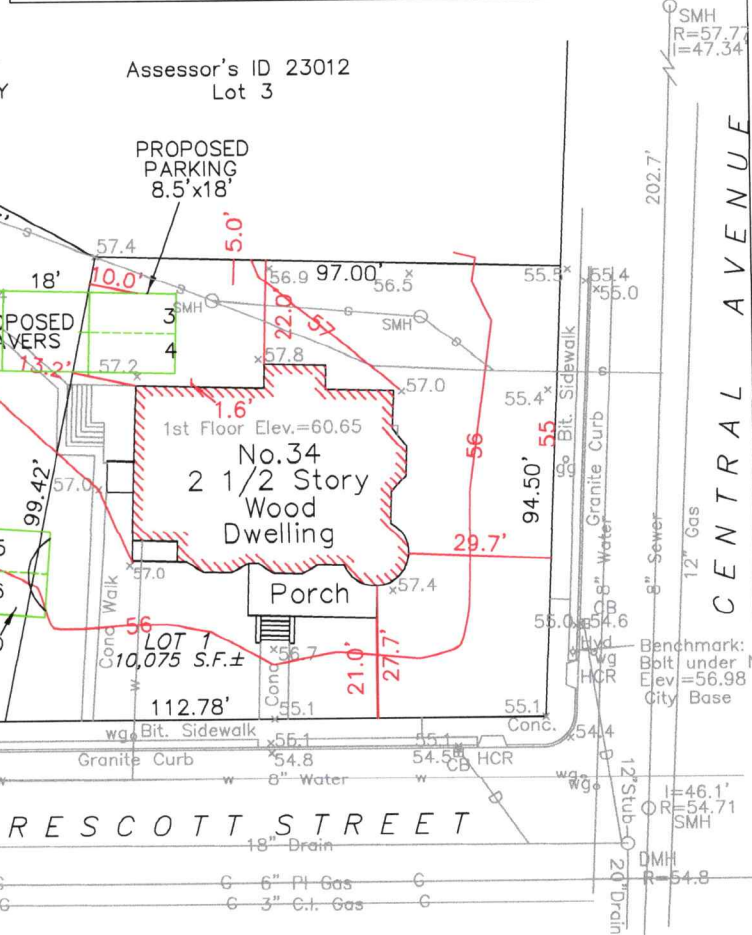 SMH
R=57.77
I=47.34'
Assessor's ID 23012
Lot 3
Y
PROPOSED
PARKING
8.5'x18'
CENTRAL AVENUE
202.7'
5.0'
57.4
10.0'
18'
56.9
97.00'
56.5
55.5
55.4
55.0
SMH
3
22.0'
57
SMH
4
57.8
13.2'
57.2
57.0
55.4
1.6'
1st Floor Elev.=60.65
No.34
2 1/2 Story
Wood
Dwelling
56
55
Bit. Sidewalk
Granite Curb
8" Water
8" Sewer
12" Gas
go
94.50'
99.42'
57.0
29.7'
57.0
57.4
Porch
Conc Walk
56
LOT 1
10,075 S.F.±
w
56.7
Conc
21.0'
27.7'
55.0
54.6
CB
Hyd
wg
HCR
Benchmark:
Bolt under
Elev.=56.98
City Base
112.78'
55.1
55.1
Conc.
54.4
wg Bit. Sidewalk
56.1
55.1
Granite Curb
54.8
54.5
CB
HCR
w 8" Water w
wg
wg
D
D
12"Stub
I=46.1'
R=54.71
SMH
RESCOTT STREET
18" Drain
DMH
R=54.8
20"Drain
G 6" Pl Gas G
G 3" C.I. Gas G